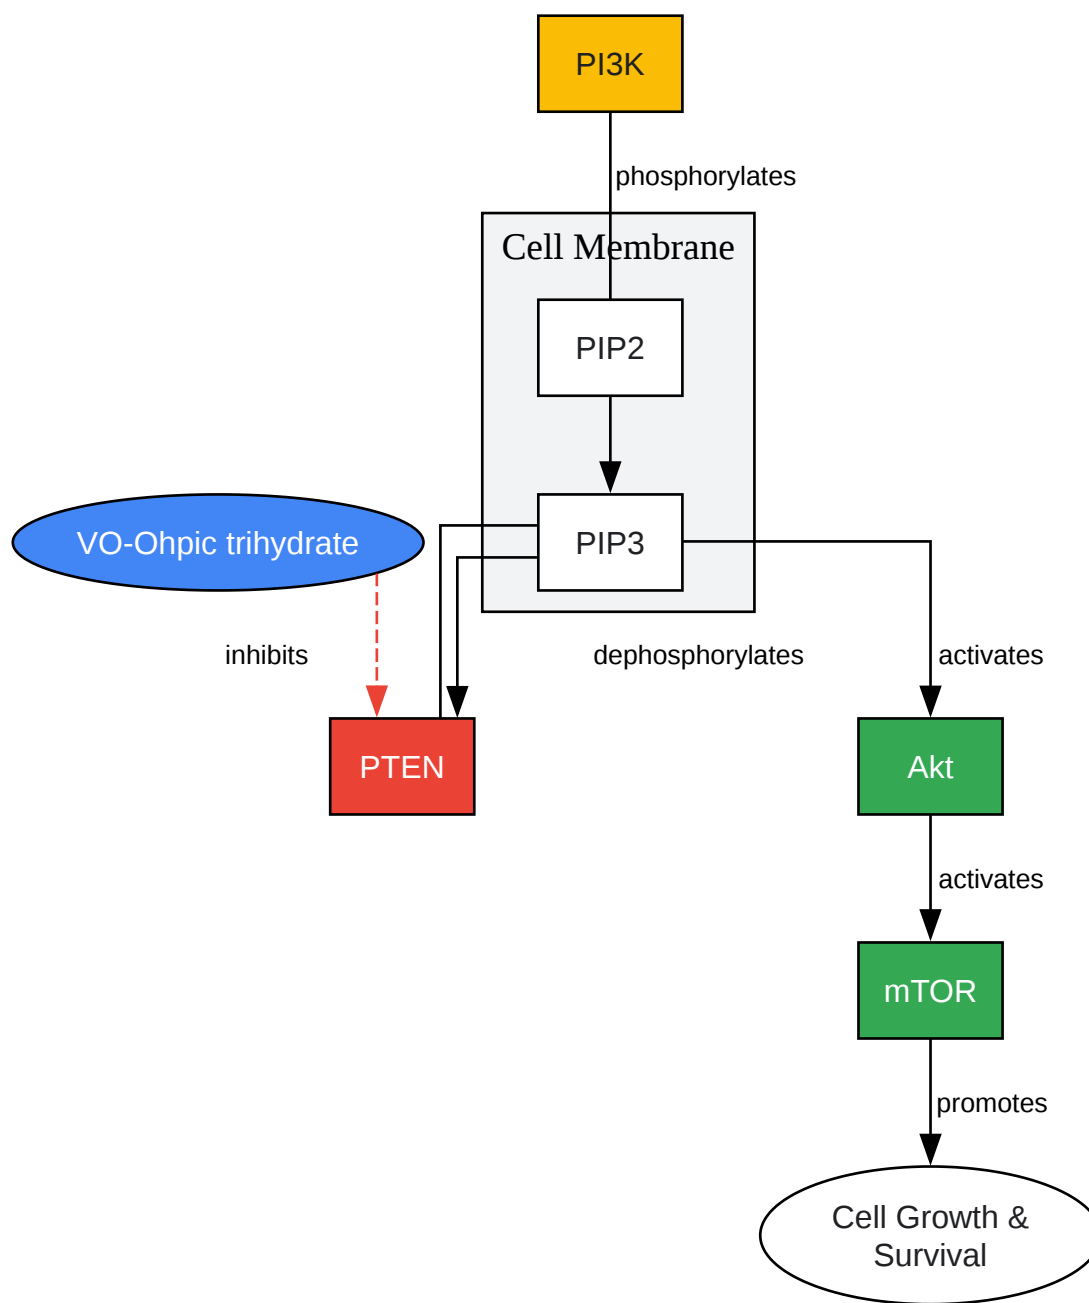 PI3K
phosphorylates
Cell Membrane
PIP2
VO-Ohpic trihydrate
PIP3
inhibits
dephosphorylates
activates
PTEN
Akt
activates
mTOR
promotes
Cell Growth &
Survival